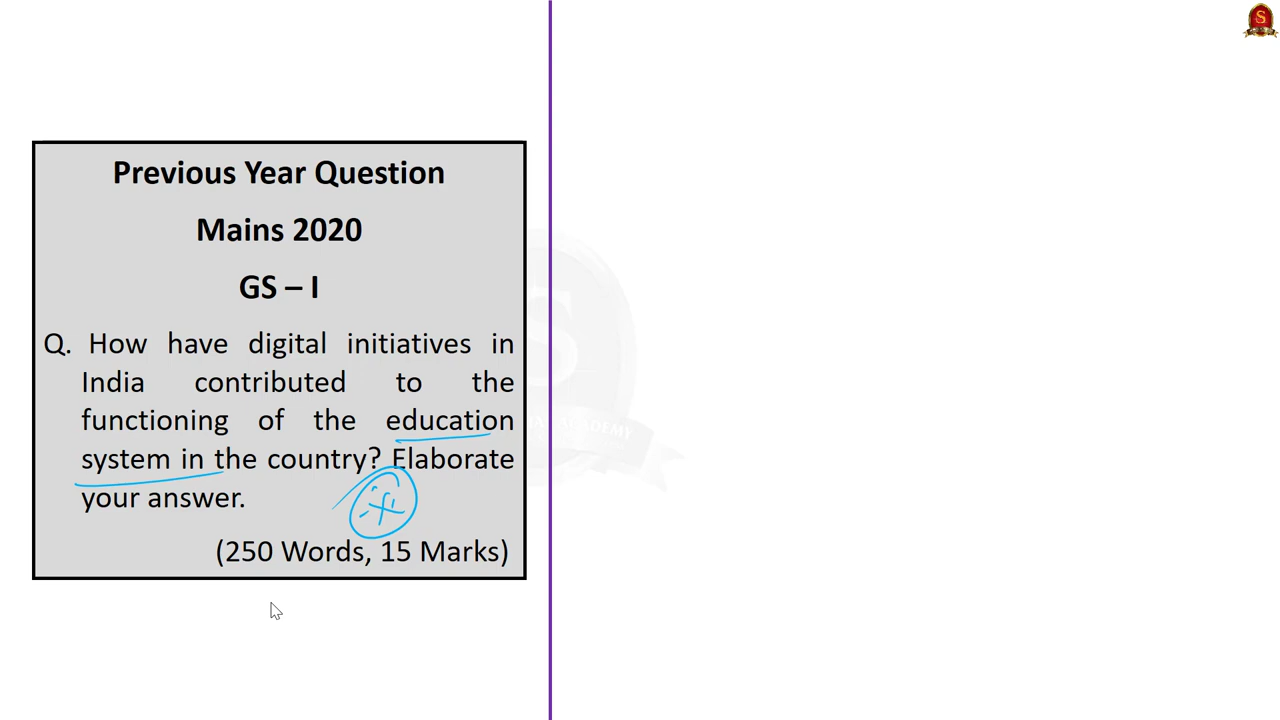 Previous Year Question
Mains 2020
GS – I
Q. How have digital initiatives in
India contributed to the
functioning of the education
system in the country? Elaborate
your answer.
(250 Words, 15 Marks)
S
S